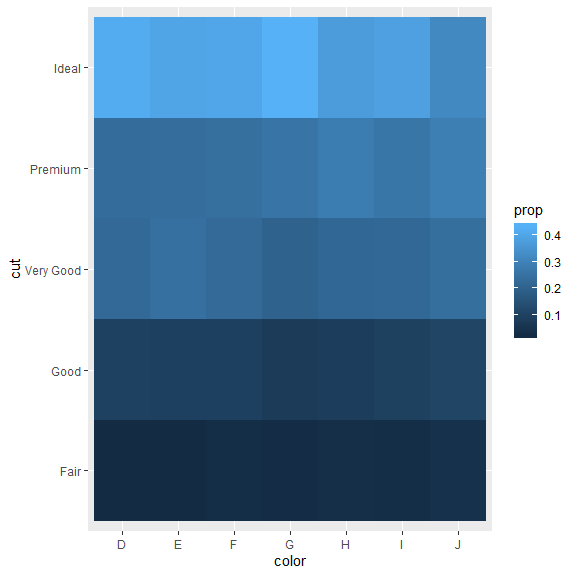 Ideal
Premium
Very Good
Good
Fair
cut
D E F G H I J
color
prop
0.4
0.3
0.2
0.1